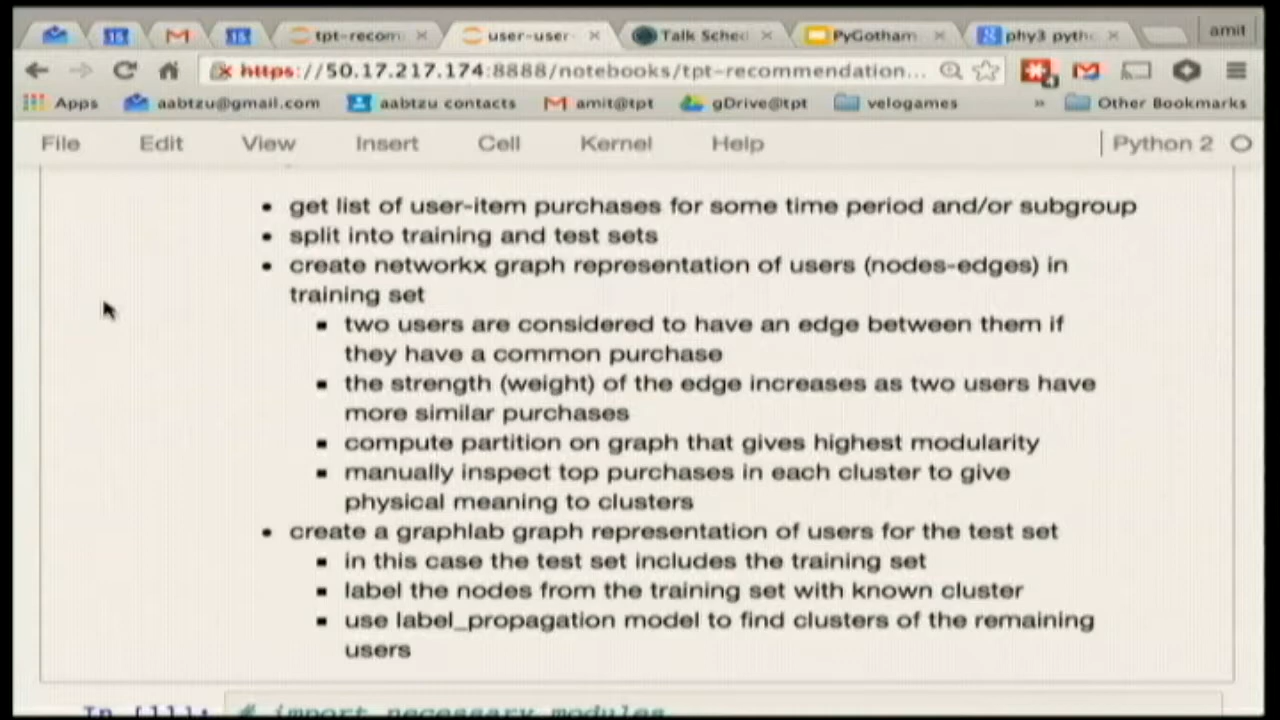 tpt-recom
user-user-
Talk Sched
PyGotham
phy3 pyth
amit
https://50.17.217.174:8888/notebooks/tpt-recommendation...
Apps
aabtzu@gmail.com
aabtzu contacts
amit@tpt
gDrive@tpt
velogames
»
Other Bookmarks
File Edit View Insert Cell Kernel Help
Python 2
• get list of user-item purchases for some time period and/or subgroup
• split into training and test sets
• create networkx graph representation of users (nodes-edges) in
training set
▪ two users are considered to have an edge between them if
they have a common purchase
▪ the strength (weight) of the edge increases as two users have
more similar purchases
▪ compute partition on graph that gives highest modularity
▪ manually inspect top purchases in each cluster to give
physical meaning to clusters
• create a graphlab graph representation of users for the test set
▪ in this case the test set includes the training set
▪ label the nodes from the training set with known cluster
▪ use label_propagation model to find clusters of the remaining
users
In [11]: # import necessary modules